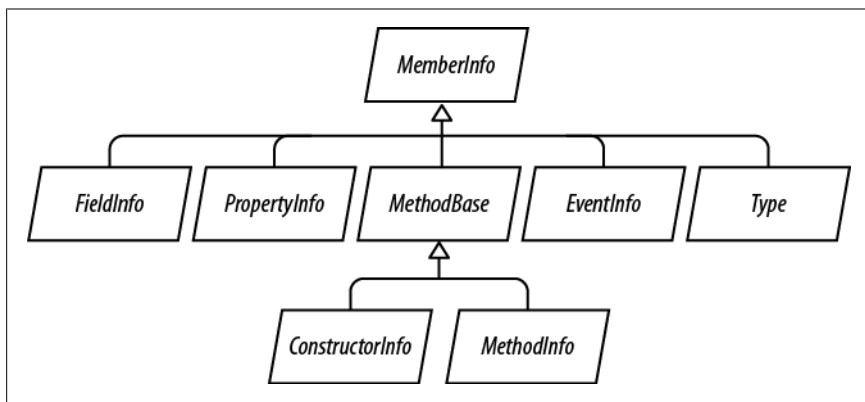 MemberInfo
FieldInfo PropertyInfo MethodBase EventInfo Type
ConstructorInfo MethodInfo